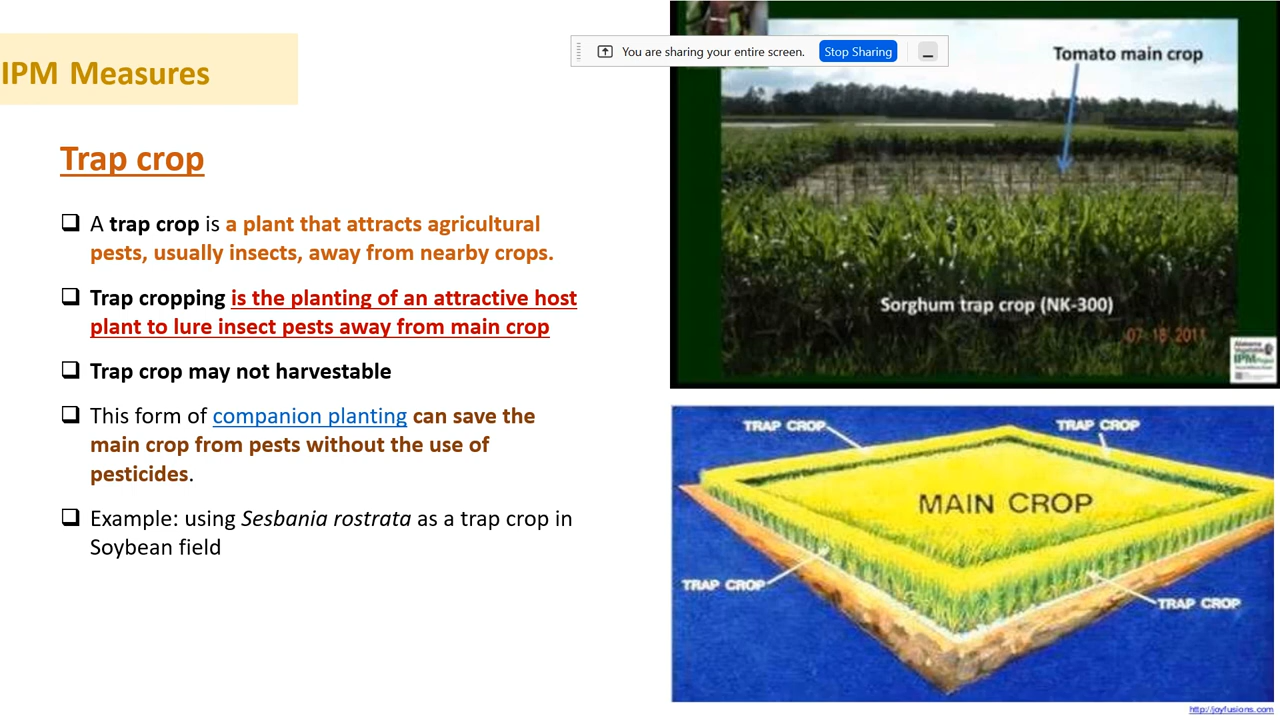 IPM Measures
Trap crop
A trap crop is a plant that attracts agricultural
pests, usually insects, away from nearby crops.
Trap cropping is the planting of an attractive host
plant to lure insect pests away from main crop
Trap crop may not harvestable
This form of companion planting can save the
main crop from pests without the use of
pesticides.
Example: using Sesbania rostrata as a trap crop in
Soybean field
You are sharing your entire screen.
Stop Sharing
Tomato main crop
Sorghum trap crop (NK-300)
07 18 2011
Alabama
Vegetable
IPM Project
TRAP CROP
TRAP CROP
MAIN CROP
TRAP CROP
TRAP CROP
http://joyfusions.com